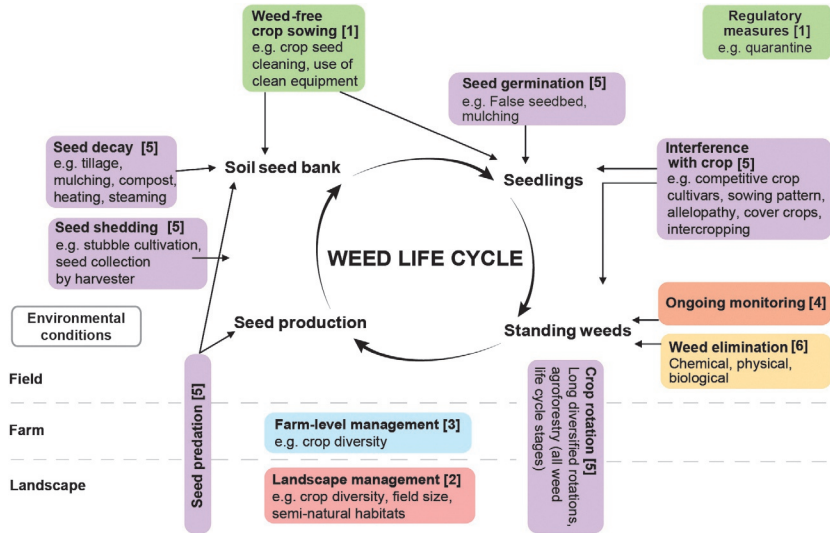 Weed-free
crop sowing [1]
e.g. crop seed
cleaning, use of
clean equipment
Regulatory
measures [1]
e.g. quarantine
Seed germination [5]
e.g. False seedbed,
mulching
Seed decay [5]
e.g. tillage,
mulching, compost,
heating, steaming
Soil seed bank
Seedlings
Interference
with crop [5]
e.g. competitive crop
cultivars, sowing pattern,
allelopathy, cover crops,
intercropping
Seed shedding [5]
e.g. stubble cultivation,
seed collection
by harvester
WEED LIFE CYCLE
Environmental
conditions
Seed production
Standing weeds
Ongoing monitoring [4]
Weed elimination [6]
Chemical, physical,
biological
Field
Seed predation [5]
Crop rotation [5]
Long diversified rotations,
agroforestry (all weed
life cycle stages)
Farm
Farm-level management [3]
e.g. crop diversity
Landscape
Landscape management [2]
e.g. crop diversity, field size,
semi-natural habitats